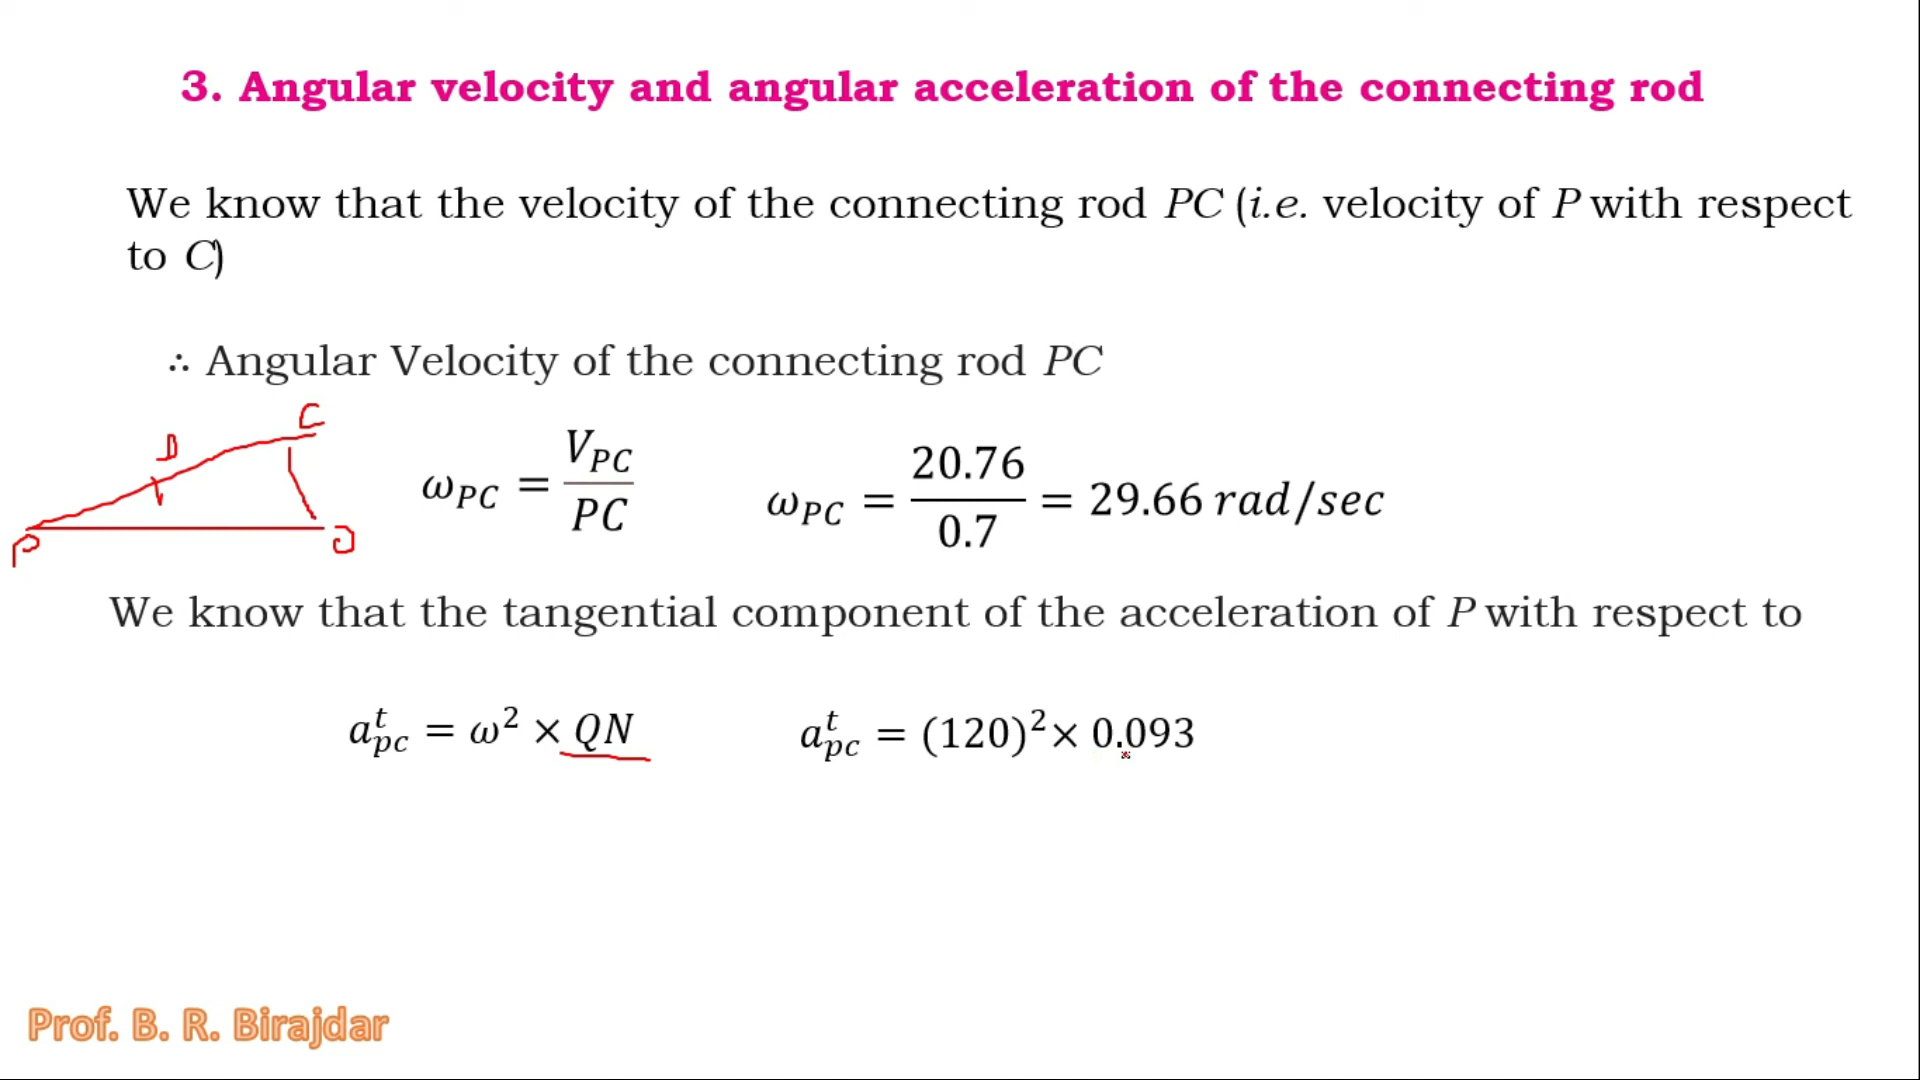 3. Angular velocity and angular acceleration of the connecting rod
We know that the velocity of the connecting rod PC (i.e. velocity of P with respect
to C)
∴ Angular Velocity of the connecting rod PC
C
D
P
O
ω_PC = V_PC / PC    ω_PC = 20.76 / 0.7 = 29.66 rad/sec
We know that the tangential component of the acceleration of P with respect to
a^t_pc = ω² × QN    a^t_pc = (120)² × 0.093
Prof. B. R. Birajdar